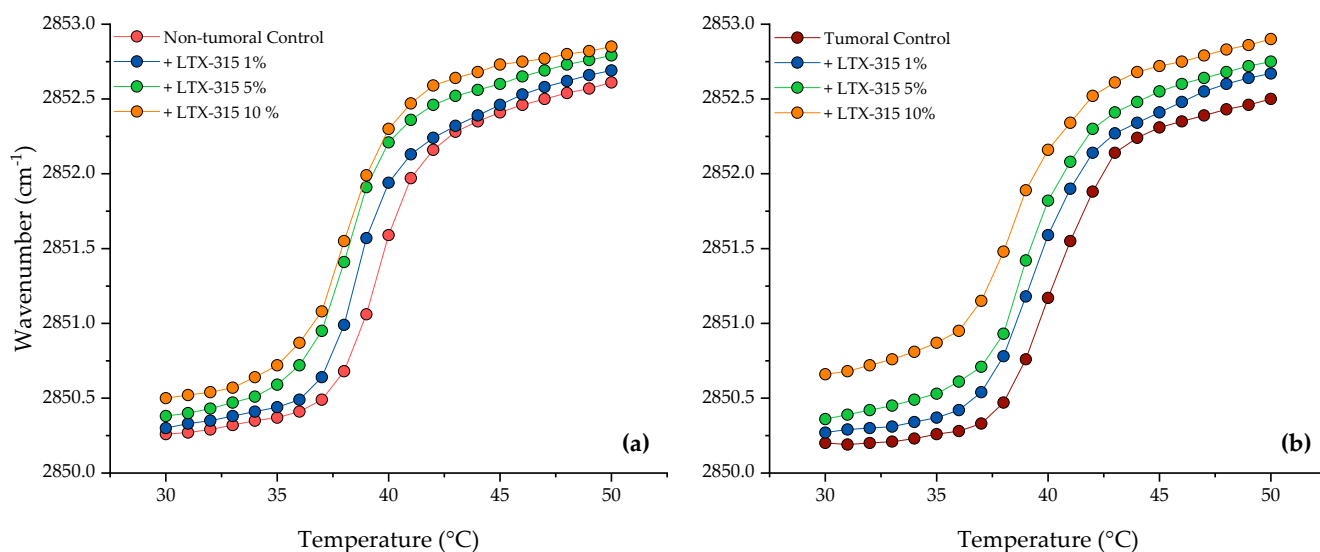 Wavenumber (cm⁻¹)
2853.0
2852.5
2852.0
2851.5
2851.0
2850.5
2850.0
Non-tumoral Control
+ LTX-315 1%
+ LTX-315 5%
+ LTX-315 10 %
(a)
30 35 40 45 50
Temperature (°C)
2853.0
2852.5
2852.0
2851.5
2851.0
2850.5
2850.0
Tumoral Control
+ LTX-315 1%
+ LTX-315 5%
+ LTX-315 10%
(b)
30 35 40 45 50
Temperature (°C)